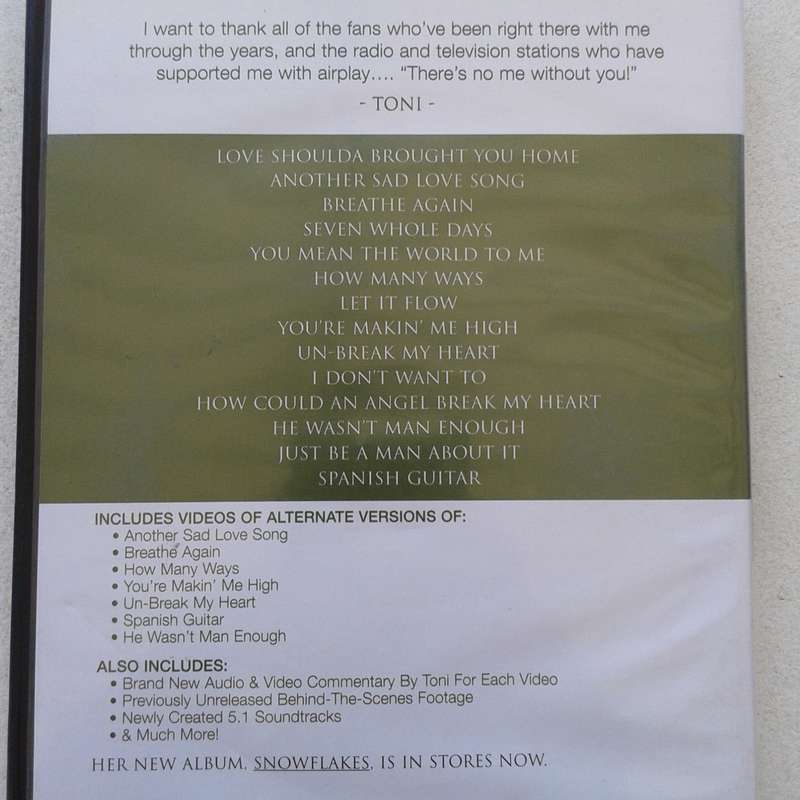 I want to thank all of the fans who've been right there with me
through the years, and the radio and television stations who have
supported me with airplay.... “There's no me without you!”
- TONI -
LOVE SHOULDA BROUGHT YOU HOME
ANOTHER SAD LOVE SONG
BREATHE AGAIN
SEVEN WHOLE DAYS
YOU MEAN THE WORLD TO ME
HOW MANY WAYS
LET IT FLOW
YOU'RE MAKIN' ME HIGH
UN-BREAK MY HEART
I DON'T WANT TO
HOW COULD AN ANGEL BREAK MY HEART
HE WASN'T MAN ENOUGH
JUST BE A MAN ABOUT IT
SPANISH GUITAR
INCLUDES VIDEOS OF ALTERNATE VERSIONS OF:
• Another Sad Love Song
• Breathe Again
• How Many Ways
• You're Makin' Me High
• Un-Break My Heart
• Spanish Guitar
• He Wasn't Man Enough
ALSO INCLUDES:
• Brand New Audio & Video Commentary By Toni For Each Video
• Previously Unreleased Behind-The-Scenes Footage
• Newly Created 5.1 Soundtracks
• & Much More!
HER NEW ALBUM, SNOWFLAKES, IS IN STORES NOW.